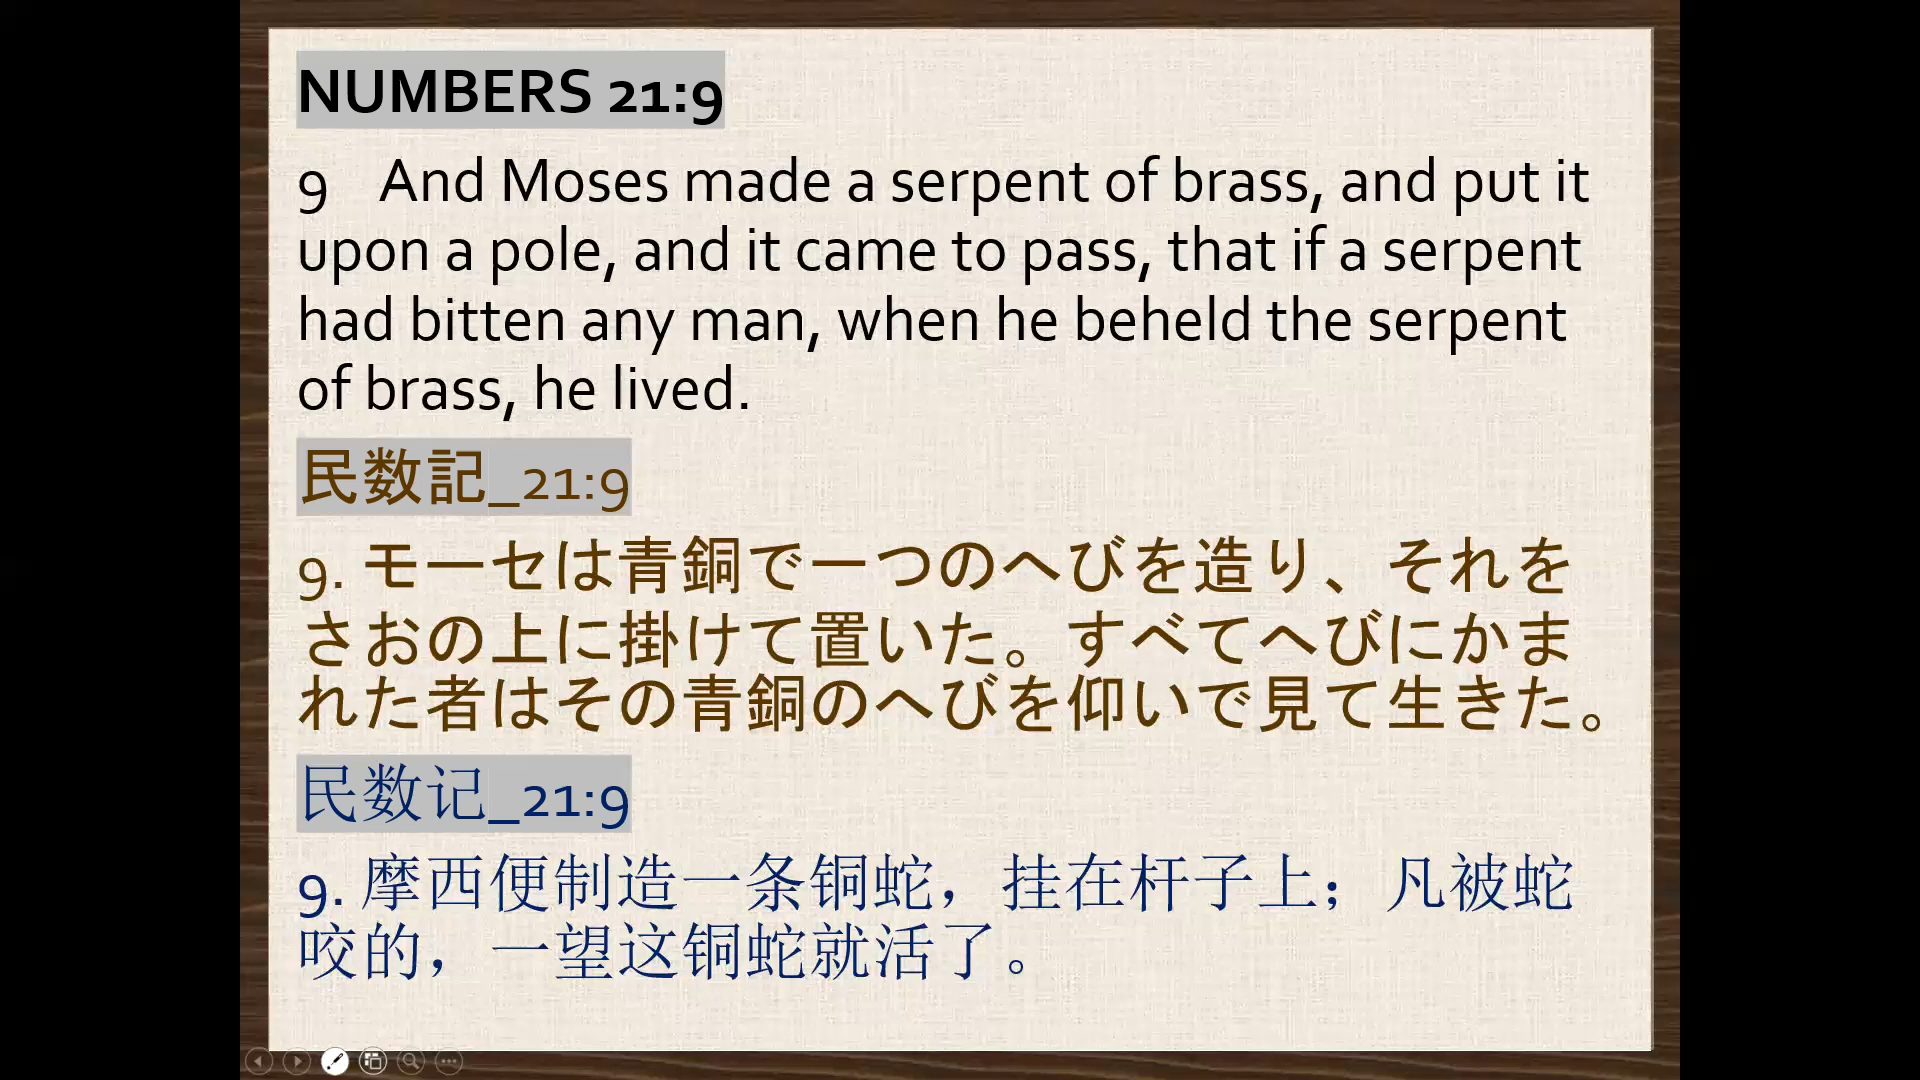 NUMBERS 21:9
9 And Moses made a serpent of brass, and put it
upon a pole, and it came to pass, that if a serpent
had bitten any man, when he beheld the serpent
of brass, he lived.
民数記_21:9
9. モーセは青銅で一つのへびを造り、それを
さおの上に掛けて置いた。すべてへびにかま
れた者はその青銅のへびを仰いで見て生きた。
民数记_21:9
9. 摩西便制造一条铜蛇，挂在杆子上；凡被蛇
咬的，一望这铜蛇就活了。